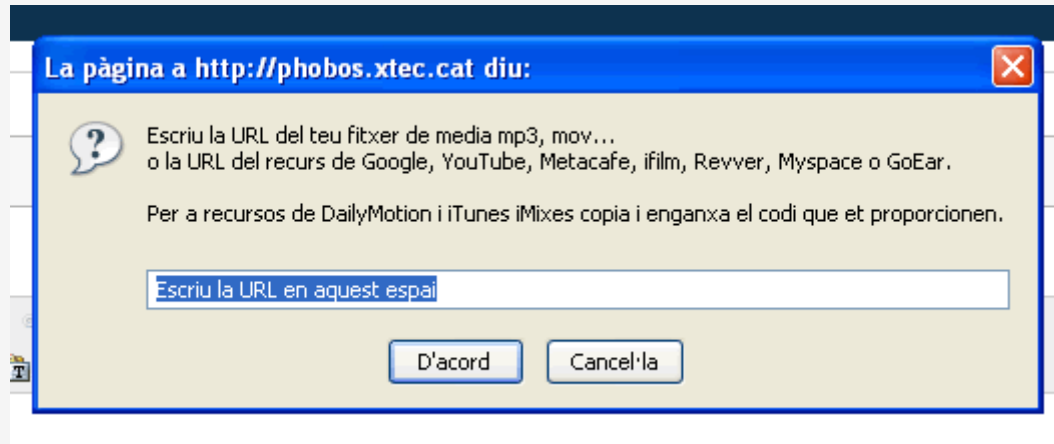 La pàgina a http://phobos.xtec.cat diu:
Escriu la URL del teu fitxer de media mp3, mov...
o la URL del recurs de Google, YouTube, Metacafe, ifilm, Revver, Myspace o GoEar.
Per a recursos de DailyMotion i iTunes iMixes copia i enganxa el codi que et proporcionen.
Escriu la URL en aquest espai
D'acord Cancel·la
T